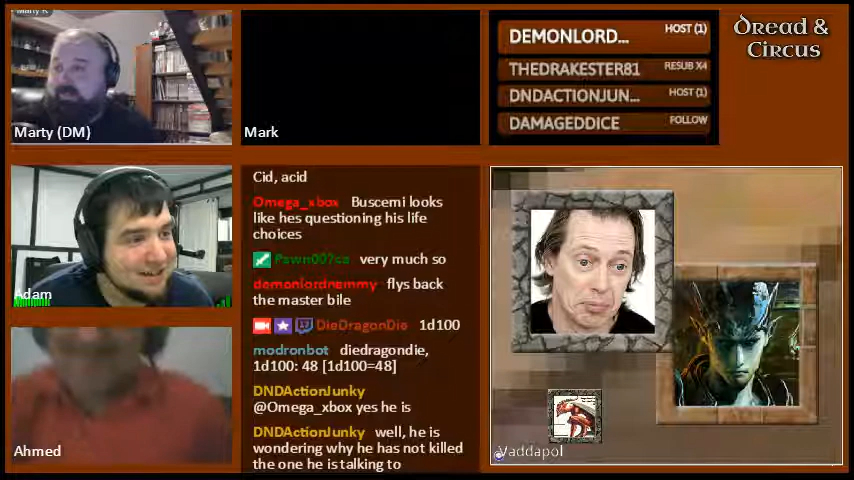 Marty R
Marty (DM)
Mark
DEMONLORD... HOST (1)
THEDRAKESTER81 RESUB X4
DNDACTIONJUN... HOST (1)
DAMAGEDDICE FOLLOW
Dread &
Circus
Adam
Ahmed
Cid, acid
Omega_xbox Buscemi looks
like hes questioning his life
choices
very much so
demonlordnemmy flys back
the master bile
DieDragonDie 1d100
modronbot diedragondie,
1d100: 48 [1d100=48]
DNDActionJunky
@Omega_xbox yes he is
DNDActionJunky well, he is
wondering why he has not killed
the one he is talking to
Vaddapol